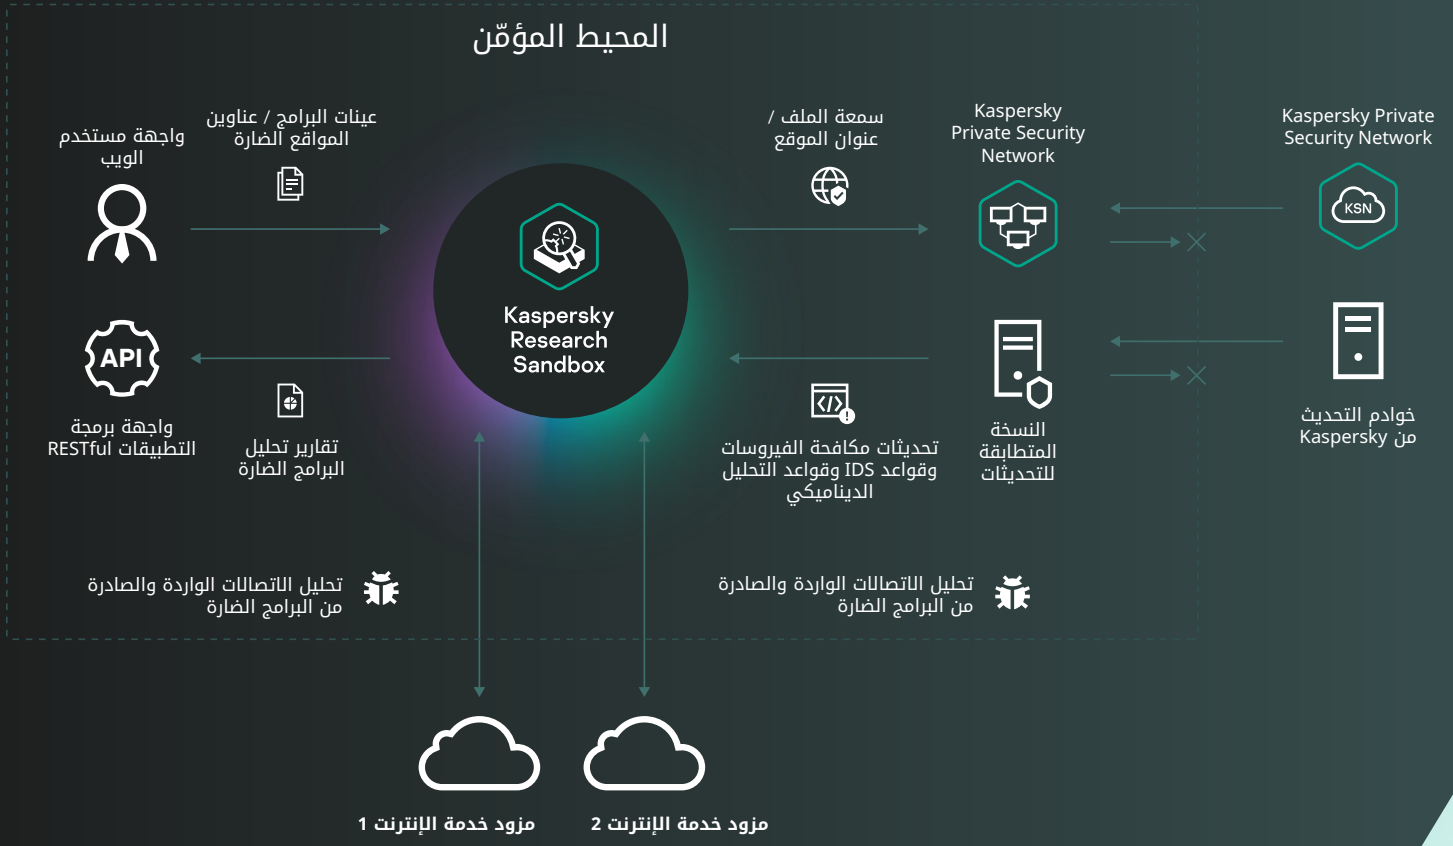 المحيط المؤمّن
واجهة مستخدم
الويب
عينات البرامج / عناوين
المواقع الضارة
سمعة الملف /
عنوان الموقع
Kaspersky
Private Security
Network
Kaspersky Private
Security Network
KSN
Kaspersky
Research
Sandbox
API
واجهة برمجة
التطبيقات RESTful
تقارير تحليل
البرامج الضارة
تحديثات مكافحة الفيروسات
وقواعد IDS وقواعد التحليل
الديناميكي
النسخة
المتطابقة
للتحديثات
خوادم التحديث
من Kaspersky
تحليل الاتصالات الواردة والصادرة
من البرامج الضارة
تحليل الاتصالات الواردة والصادرة
من البرامج الضارة
مزود خدمة الإنترنت 1
مزود خدمة الإنترنت 2